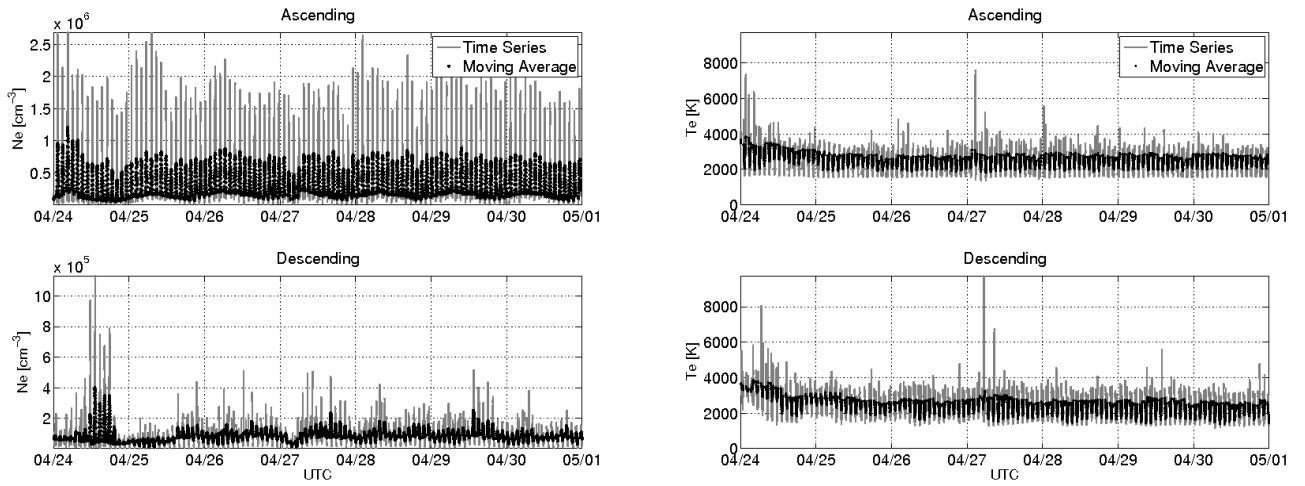 Ascending
x 10^6
Time Series
Moving Average
Ne [cm^-3]
2.5
2
1.5
1
0.5
04/24 04/25 04/26 04/27 04/28 04/29 04/30 05/01
Ascending
Time Series
Moving Average
Te [K]
8000
6000
4000
2000
0
04/24 04/25 04/26 04/27 04/28 04/29 04/30 05/01
Descending
x 10^5
Ne [cm^-3]
10
8
6
4
2
04/24 04/25 04/26 04/27 04/28 04/29 04/30 05/01
UTC
Descending
Te [K]
8000
6000
4000
2000
0
04/24 04/25 04/26 04/27 04/28 04/29 04/30 05/01
UTC